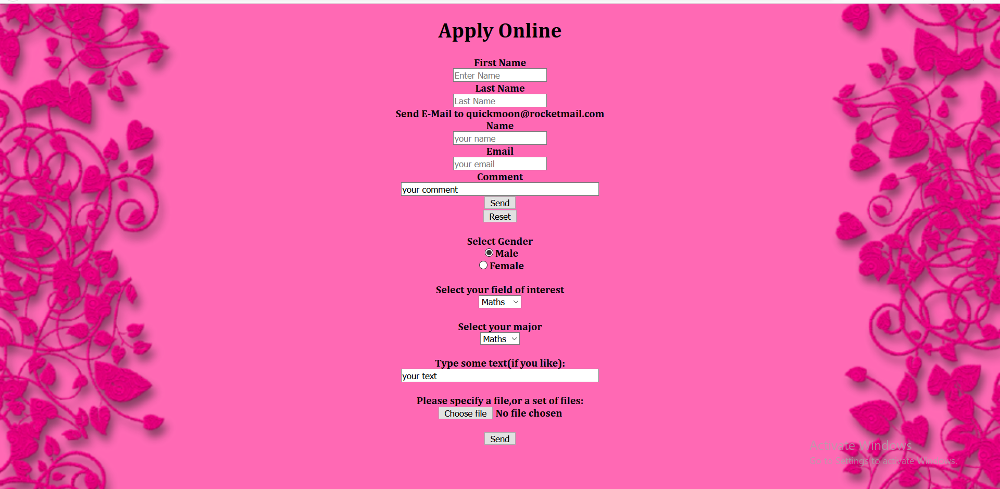 Apply Online
First Name
Enter Name
Last Name
Last Name
Send E-Mail to quickmoon@rocketmail.com
Name
your name
Email
your email
Comment
your comment
Send
Reset
Select Gender
Male
Female
Select your field of interest
Maths
Select your major
Maths
Type some text(if you like):
your text
Please specify a file,or a set of files:
Choose file No file chosen
Send
Activate Windows
Go to Settings to activate Windows.